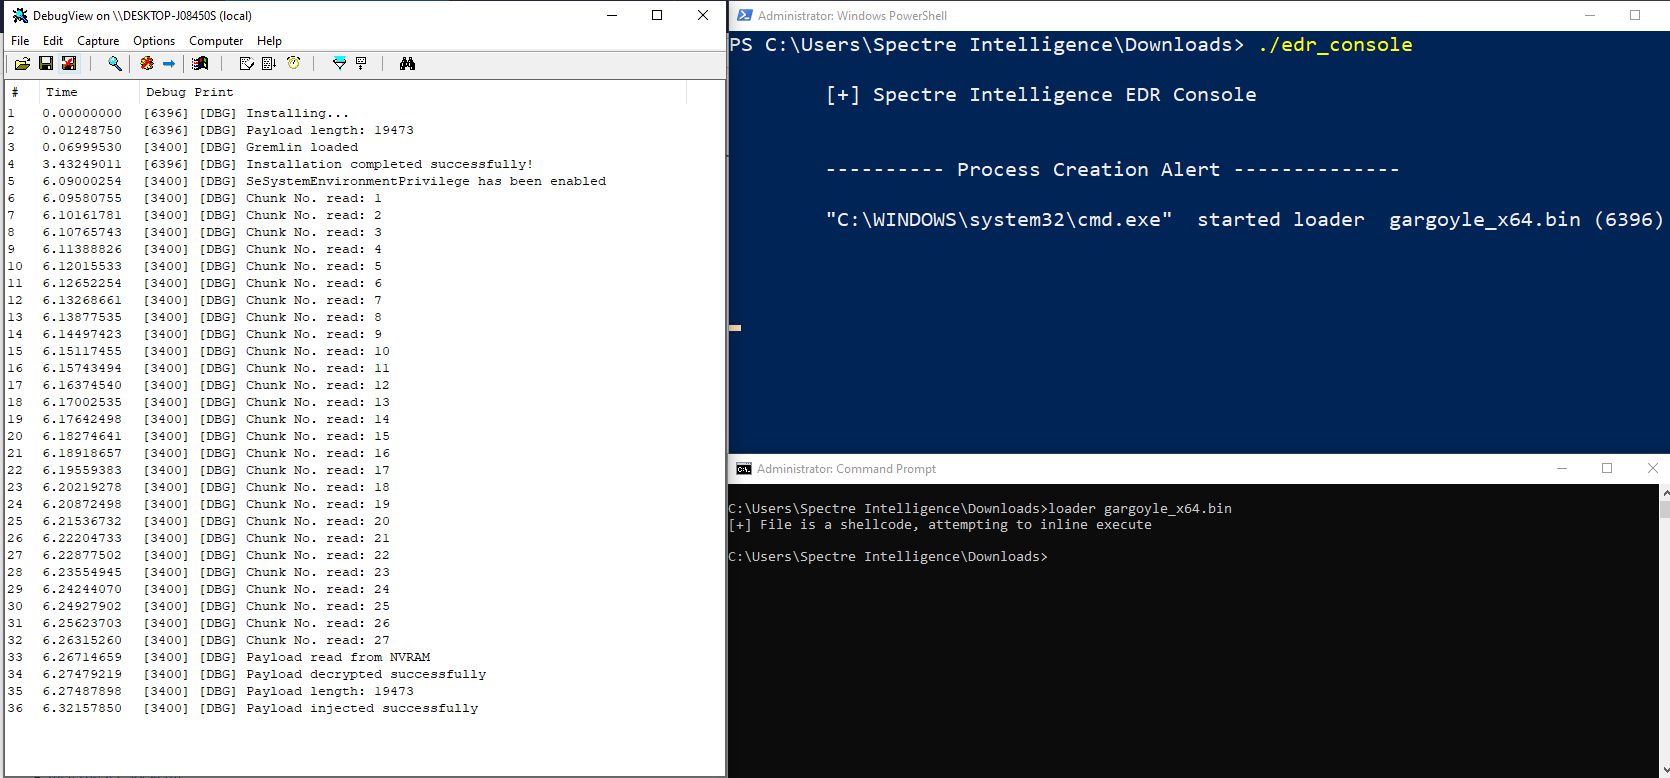 DebugView on \\DESKTOP-J08450S (local)
File Edit Capture Options Computer Help
# Time Debug Print
1 0.00000000 [6396] [DBG] Installing...
2 0.01248750 [6396] [DBG] Payload length: 19473
3 0.06999530 [3400] [DBG] Gremlin loaded
4 3.43249011 [6396] [DBG] Installation completed successfully!
5 6.09000254 [3400] [DBG] SeSystemEnvironmentPrivilege has been enabled
6 6.09580755 [3400] [DBG] Chunk No. read: 1
7 6.10161781 [3400] [DBG] Chunk No. read: 2
8 6.10765743 [3400] [DBG] Chunk No. read: 3
9 6.11388826 [3400] [DBG] Chunk No. read: 4
10 6.12015533 [3400] [DBG] Chunk No. read: 5
11 6.12652254 [3400] [DBG] Chunk No. read: 6
12 6.13268661 [3400] [DBG] Chunk No. read: 7
13 6.13877535 [3400] [DBG] Chunk No. read: 8
14 6.14497423 [3400] [DBG] Chunk No. read: 9
15 6.15117455 [3400] [DBG] Chunk No. read: 10
16 6.15743494 [3400] [DBG] Chunk No. read: 11
17 6.16374540 [3400] [DBG] Chunk No. read: 12
18 6.17002535 [3400] [DBG] Chunk No. read: 13
19 6.17642498 [3400] [DBG] Chunk No. read: 14
20 6.18274641 [3400] [DBG] Chunk No. read: 15
21 6.18918657 [3400] [DBG] Chunk No. read: 16
22 6.19559383 [3400] [DBG] Chunk No. read: 17
23 6.20219278 [3400] [DBG] Chunk No. read: 18
24 6.20872498 [3400] [DBG] Chunk No. read: 19
25 6.21536732 [3400] [DBG] Chunk No. read: 20
26 6.22204733 [3400] [DBG] Chunk No. read: 21
27 6.22877502 [3400] [DBG] Chunk No. read: 22
28 6.23554945 [3400] [DBG] Chunk No. read: 23
29 6.24244070 [3400] [DBG] Chunk No. read: 24
30 6.24927902 [3400] [DBG] Chunk No. read: 25
31 6.25623703 [3400] [DBG] Chunk No. read: 26
32 6.26315260 [3400] [DBG] Chunk No. read: 27
33 6.26714659 [3400] [DBG] Payload read from NVRAM
34 6.27479219 [3400] [DBG] Payload decrypted successfully
35 6.27487898 [3400] [DBG] Payload length: 19473
36 6.32157850 [3400] [DBG] Payload injected successfully
Administrator: Windows PowerShell
PS C:\Users\Spectre Intelligence\Downloads> ./edr_console
[+] Spectre Intelligence EDR Console
---------- Process Creation Alert --------------
"C:\WINDOWS\system32\cmd.exe"  started loader  gargoyle_x64.bin (6396)
Administrator: Command Prompt
C:\Users\Spectre Intelligence\Downloads>loader gargoyle_x64.bin
[+] File is a shellcode, attempting to inline execute
C:\Users\Spectre Intelligence\Downloads>